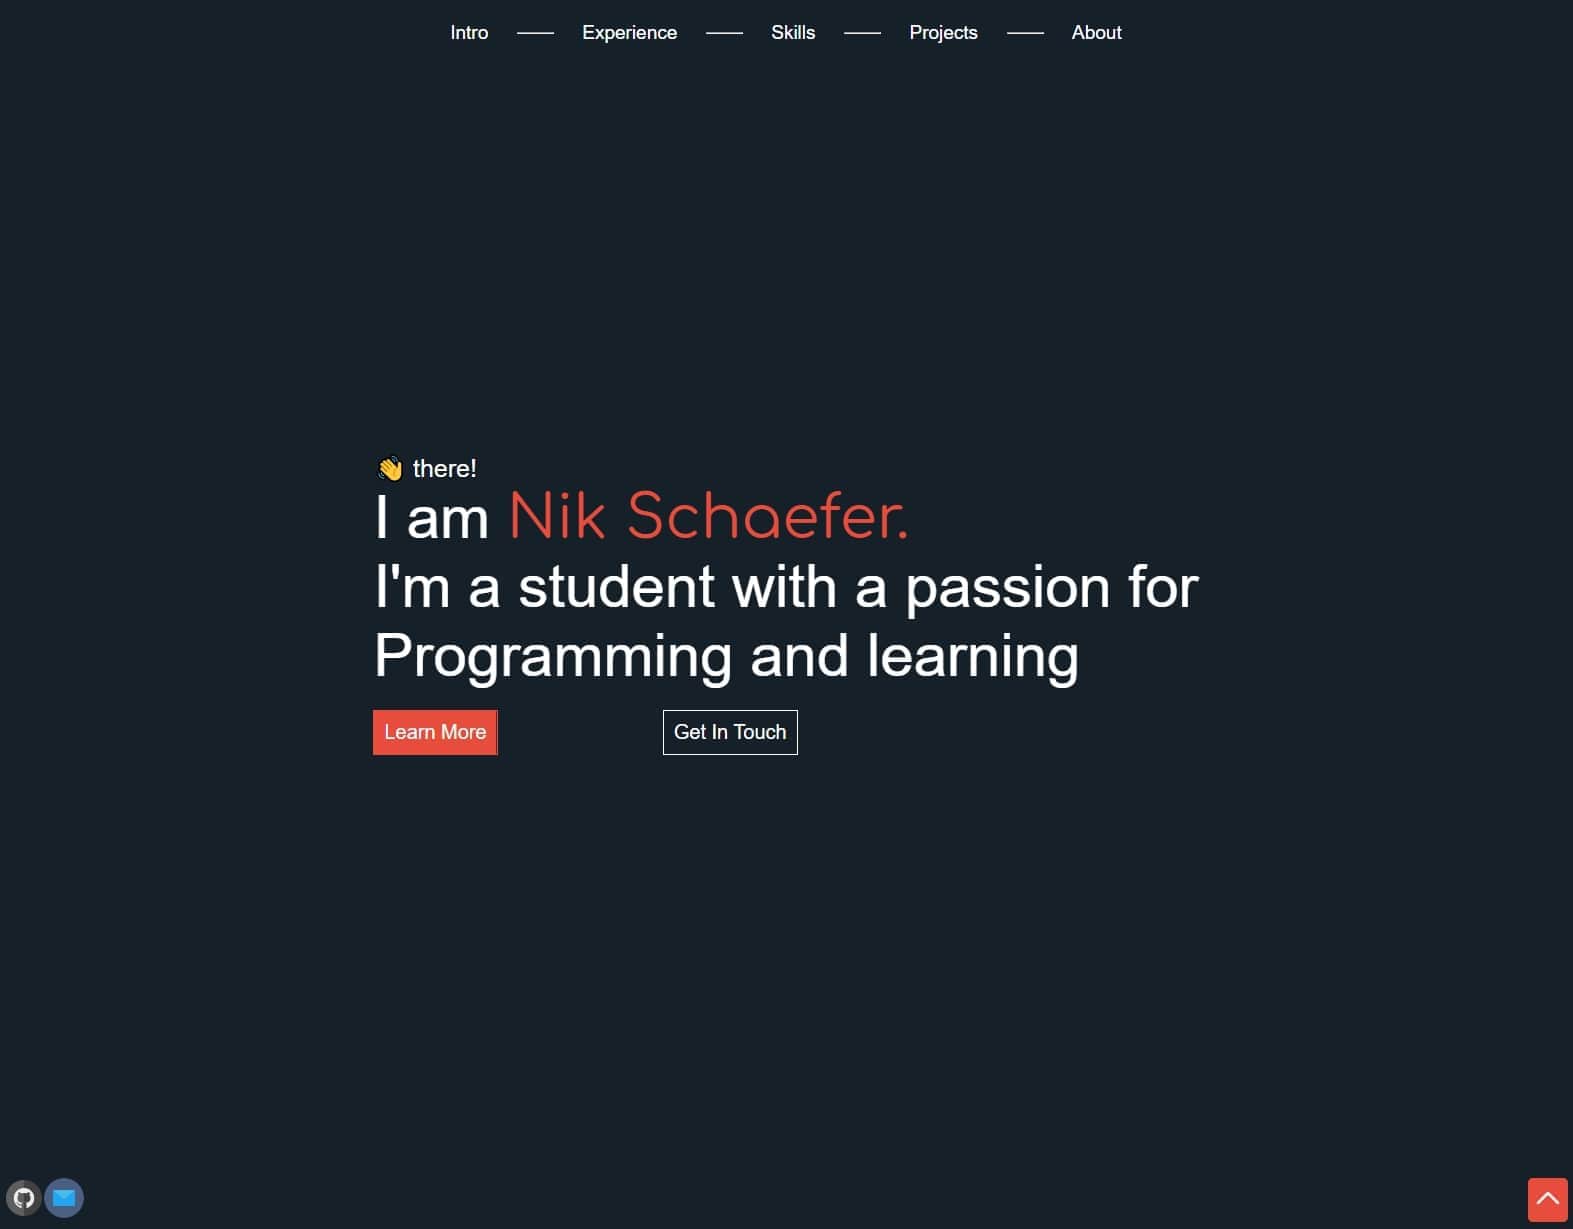 Intro Experience Skills Projects About
👋 there!
I am Nik Schaefer.
I'm a student with a passion for
Programming and learning
Learn More Get In Touch